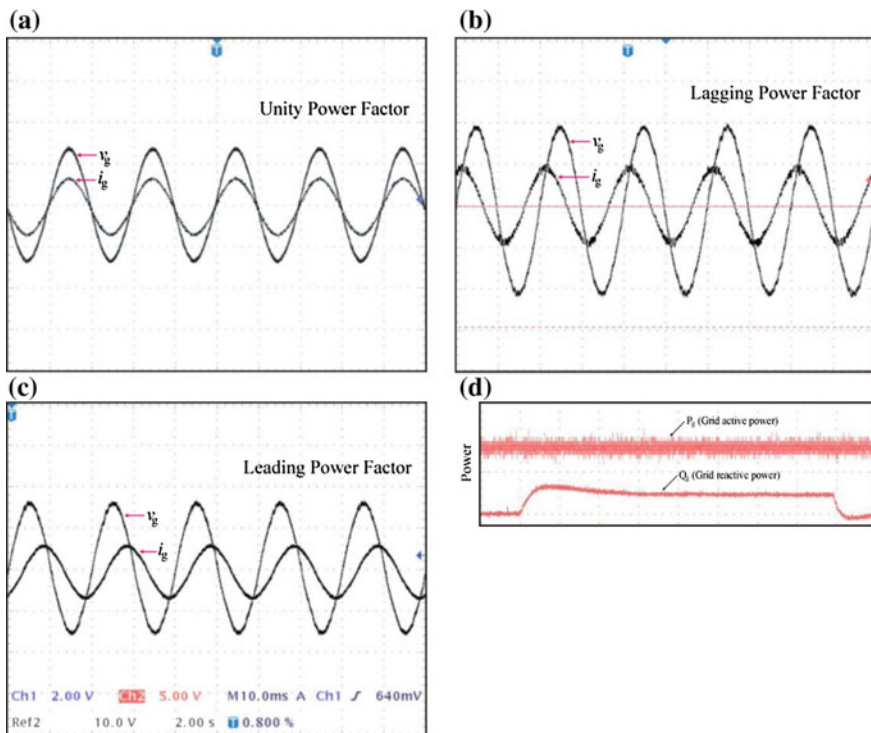 (a)
T
Unity Power Factor
vg
ig
(b)
T
Lagging Power Factor
vg
ig
(c)
T
Leading Power Factor
vg
ig
Ch1 2.00 V Ch2 5.00 V M10.0ms A Ch1 ƒ 640mV
Ref2 10.0 V 2.00 s T 0.800 %
(d)
Power
Pg (Grid active power)
Qg (Grid reactive power)